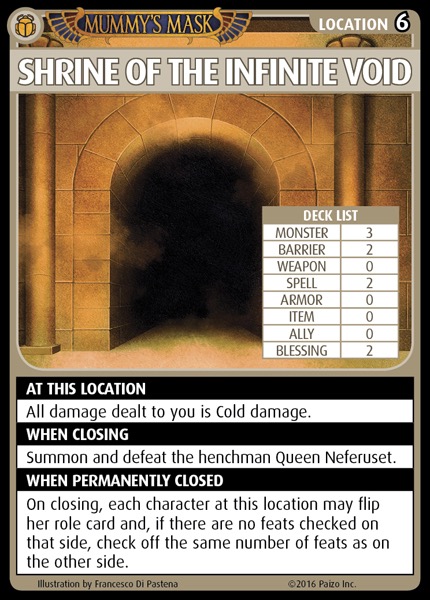 MUMMY'S MASK
LOCATION 6
SHRINE OF THE INFINITE VOID
DECK LIST
MONSTER 3
BARRIER 2
WEAPON 0
SPELL 2
ARMOR 0
ITEM 0
ALLY 0
BLESSING 2
AT THIS LOCATION
All damage dealt to you is Cold damage.
WHEN CLOSING
Summon and defeat the henchman Queen Neferuset.
WHEN PERMANENTLY CLOSED
On closing, each character at this location may flip
her role card and, if there are no feats checked on
that side, check off the same number of feats as on
the other side.
Illustration by Francesco Di Pastena
©2016 Paizo Inc.